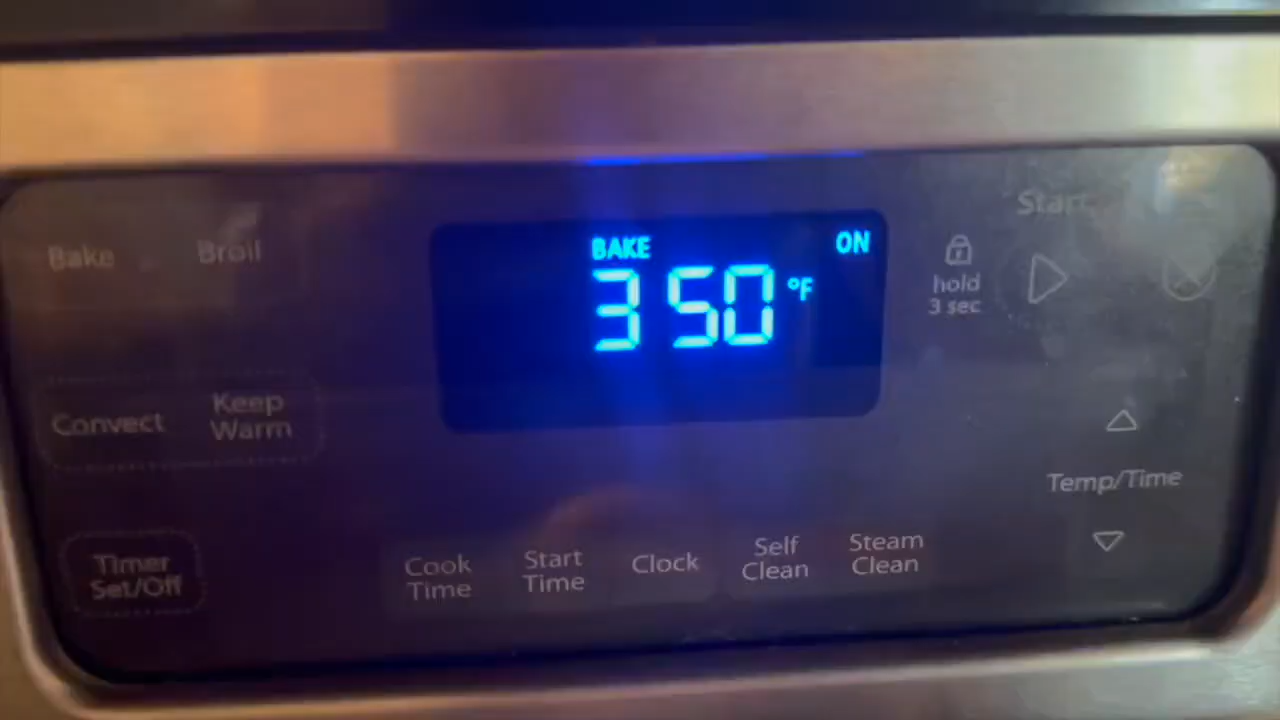 Start
Bake
Broil
BAKE
ON
350 °F
hold
3 sec
Convect
Keep
Warm
Temp/Time
Timer
Set/Off
Cook
Time
Start
Time
Clock
Self
Clean
Steam
Clean